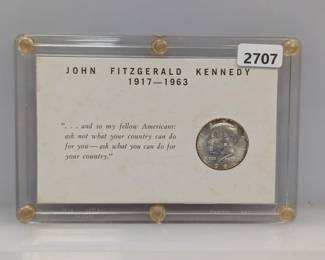 2707
JOHN FITZGERALD KENNEDY
1917—1963
". . . and so my fellow Americans:
ask not what your country can do
for you—ask what you can do for
your country."